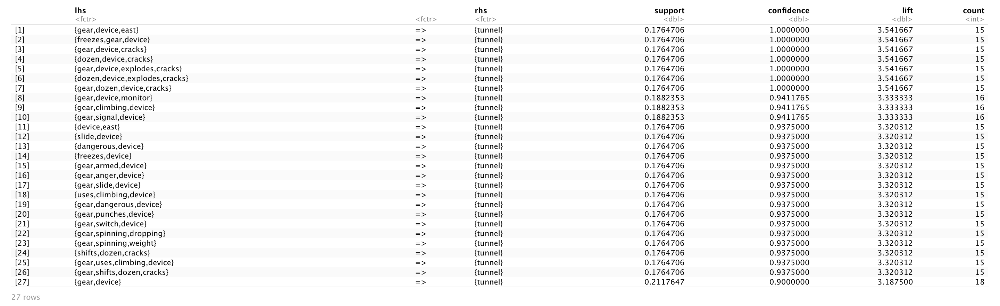 lhs rhs support confidence lift count
<fctr> <fctr> <fctr> <dbl> <dbl> <dbl> <int>
[1] {gear,device,east} => {tunnel} 0.1764706 1.0000000 3.541667 15
[2] {freezes,gear,device} => {tunnel} 0.1764706 1.0000000 3.541667 15
[3] {gear,device,cracks} => {tunnel} 0.1764706 1.0000000 3.541667 15
[4] {dozen,device,cracks} => {tunnel} 0.1764706 1.0000000 3.541667 15
[5] {gear,device,explodes,cracks} => {tunnel} 0.1764706 1.0000000 3.541667 15
[6] {dozen,device,explodes,cracks} => {tunnel} 0.1764706 1.0000000 3.541667 15
[7] {gear,dozen,device,cracks} => {tunnel} 0.1764706 1.0000000 3.541667 15
[8] {gear,device,monitor} => {tunnel} 0.1882353 0.9411765 3.333333 16
[9] {gear,climbing,device} => {tunnel} 0.1882353 0.9411765 3.333333 16
[10] {gear,signal,device} => {tunnel} 0.1882353 0.9411765 3.333333 16
[11] {device,east} => {tunnel} 0.1764706 0.9375000 3.320312 15
[12] {slide,device} => {tunnel} 0.1764706 0.9375000 3.320312 15
[13] {dangerous,device} => {tunnel} 0.1764706 0.9375000 3.320312 15
[14] {freezes,device} => {tunnel} 0.1764706 0.9375000 3.320312 15
[15] {gear,armed,device} => {tunnel} 0.1764706 0.9375000 3.320312 15
[16] {gear,anger,device} => {tunnel} 0.1764706 0.9375000 3.320312 15
[17] {gear,slide,device} => {tunnel} 0.1764706 0.9375000 3.320312 15
[18] {uses,climbing,device} => {tunnel} 0.1764706 0.9375000 3.320312 15
[19] {gear,dangerous,device} => {tunnel} 0.1764706 0.9375000 3.320312 15
[20] {gear,punches,device} => {tunnel} 0.1764706 0.9375000 3.320312 15
[21] {gear,switch,device} => {tunnel} 0.1764706 0.9375000 3.320312 15
[22] {gear,spinning,dropping} => {tunnel} 0.1764706 0.9375000 3.320312 15
[23] {gear,spinning,weight} => {tunnel} 0.1764706 0.9375000 3.320312 15
[24] {shifts,dozen,cracks} => {tunnel} 0.1764706 0.9375000 3.320312 15
[25] {gear,uses,climbing,device} => {tunnel} 0.1764706 0.9375000 3.320312 15
[26] {gear,shifts,dozen,cracks} => {tunnel} 0.1764706 0.9375000 3.320312 15
[27] {gear,device} => {tunnel} 0.2117647 0.9000000 3.187500 18
27 rows